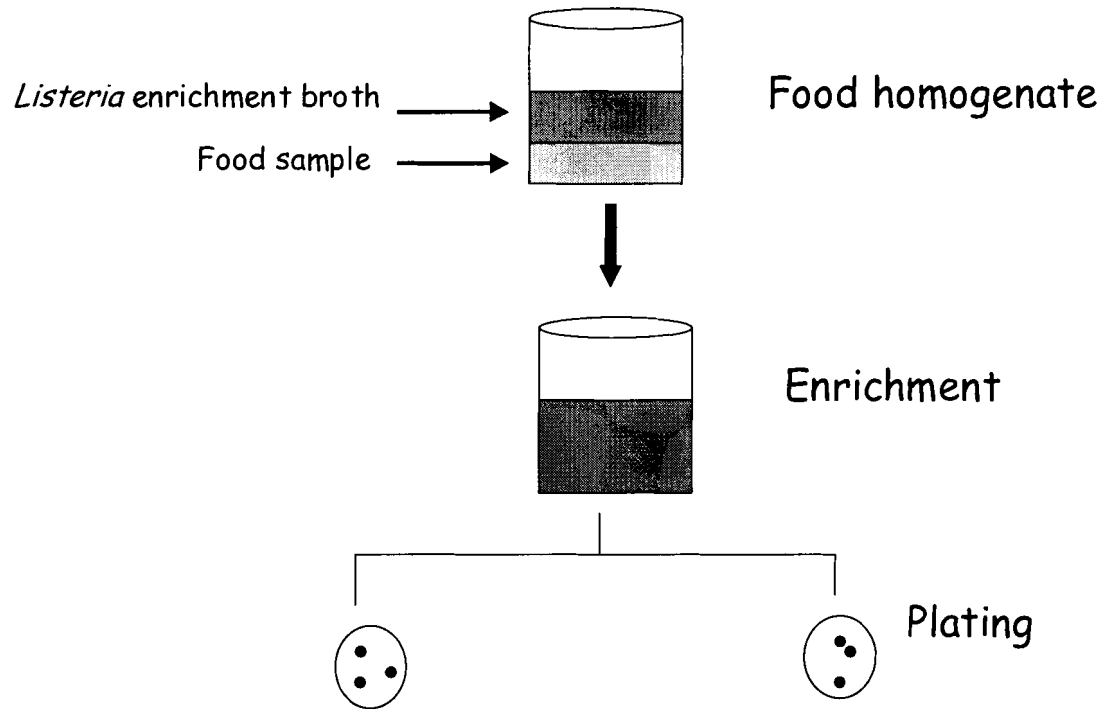 Listeria enrichment broth
Food homogenate
Food sample
Enrichment
Plating